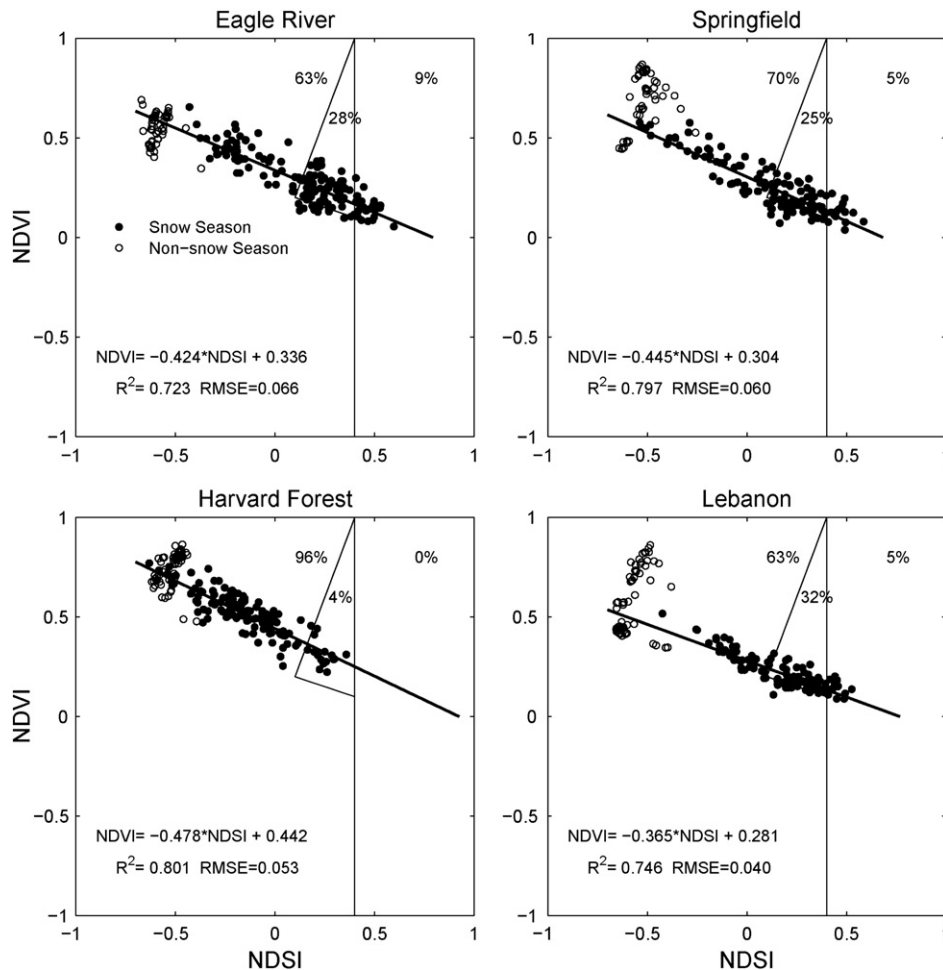 Eagle River
1
63%
9%
28%
0.5
NDVI
Snow Season
Non−snow Season
0
−0.5
NDVI= −0.424*NDSI + 0.336
R2= 0.723 RMSE=0.066
−1
−1 −0.5 0 0.5 1
Springfield
1
70%
5%
25%
0.5
0
−0.5
NDVI= −0.445*NDSI + 0.304
R2= 0.797 RMSE=0.060
−1
−1 −0.5 0 0.5 1
Harvard Forest
1
96%
0%
4%
0.5
NDVI
0
−0.5
NDVI= −0.478*NDSI + 0.442
R2= 0.801 RMSE=0.053
−1
−1 −0.5 0 0.5 1
NDSI
Lebanon
1
63%
5%
32%
0.5
0
−0.5
NDVI= −0.365*NDSI + 0.281
R2= 0.746 RMSE=0.040
−1
−1 −0.5 0 0.5
NDSI